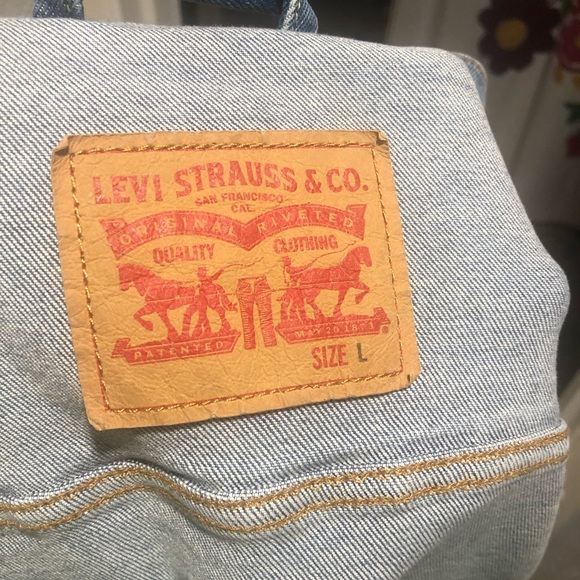 LEVI STRAUSS & CO.
SAN FRANCISCO
CAL.
ORIGINAL RIVETED
QUALITY CLOTHING
PATENTED MAY 20 1873
SIZE L